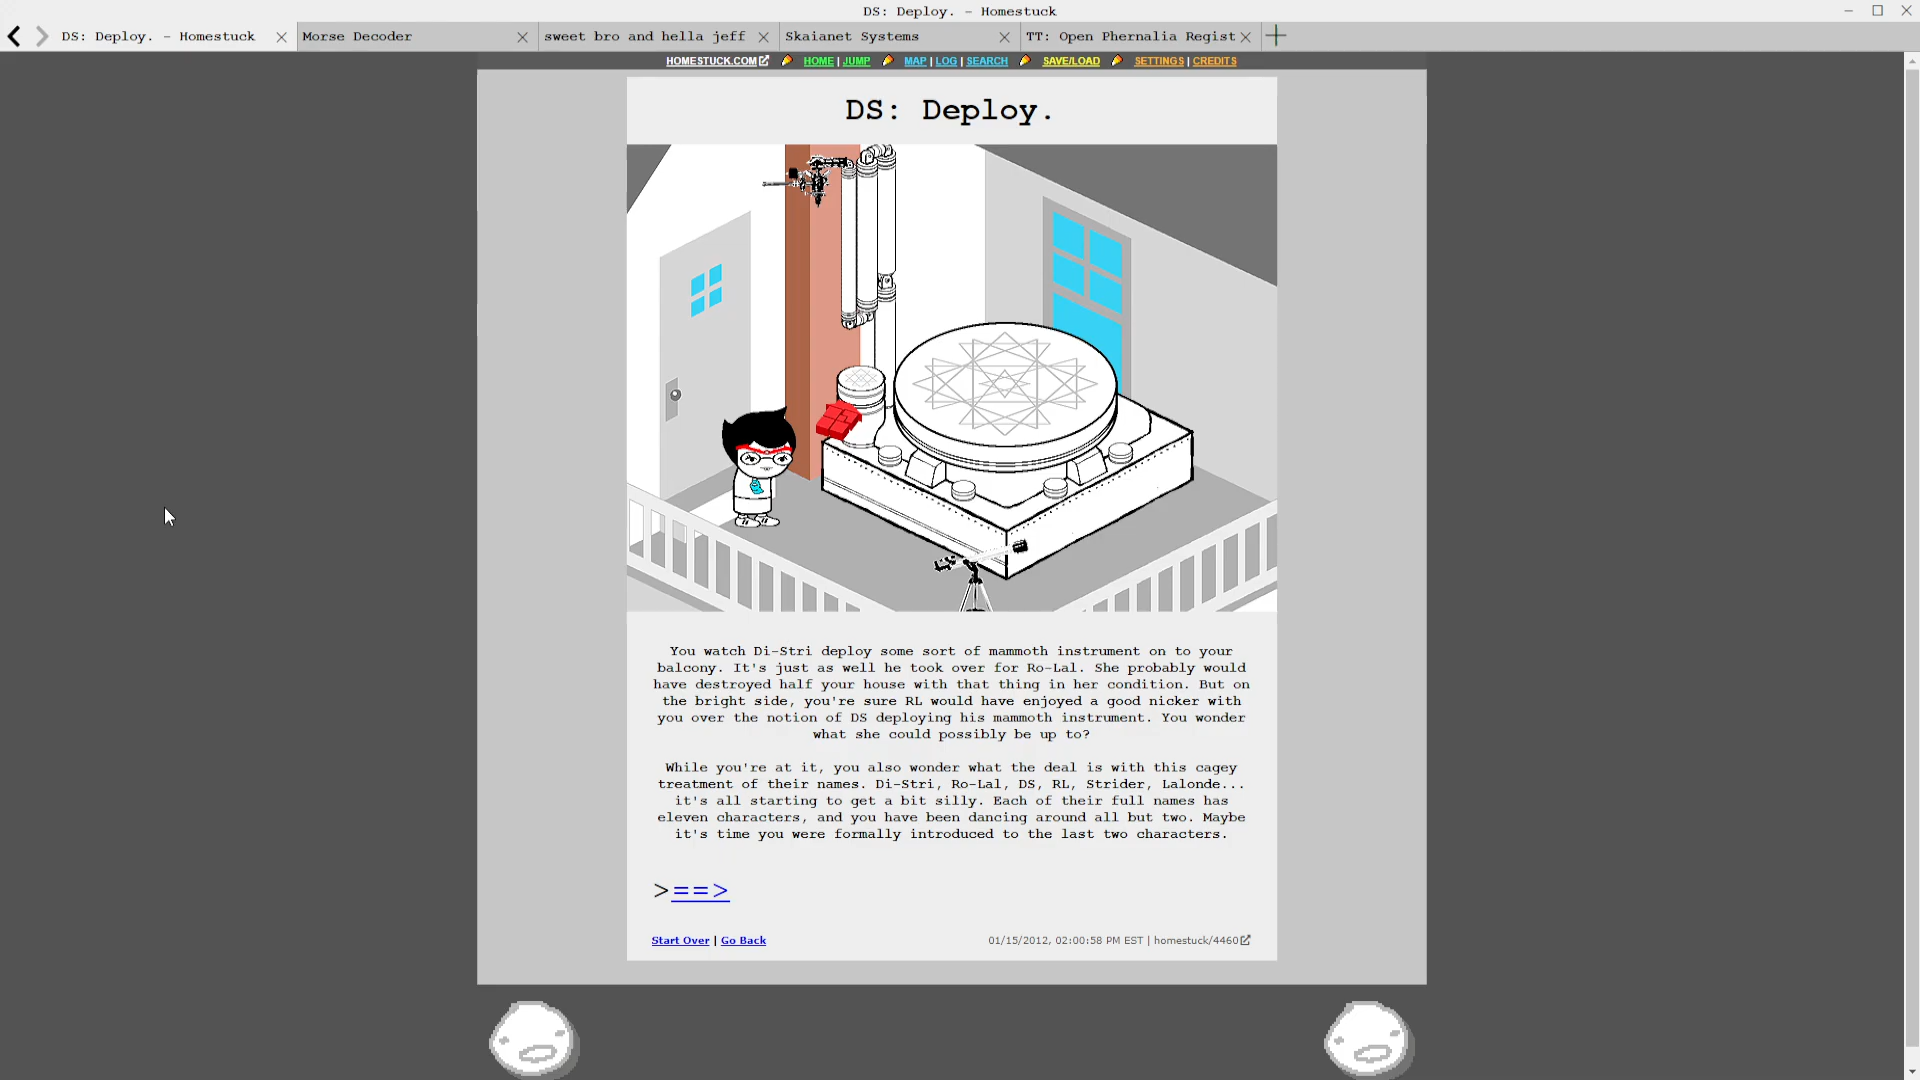 DS: Deploy. - Homestuck
DS: Deploy. - Homestuck
Morse Decoder
sweet bro and hella jeff
Skaianet Systems
TT: Open Phernalia Regist
HOMESTUCK.COM HOME | JUMP MAP | LOG | SEARCH SAVE/LOAD SETTINGS | CREDITS
DS: Deploy.
You watch Di-Stri deploy some sort of mammoth instrument on to your
balcony. It's just as well he took over for Ro-Lal. She probably would
have destroyed half your house with that thing in her condition. But on
the bright side, you're sure RL would have enjoyed a good nicker with
you over the notion of DS deploying his mammoth instrument. You wonder
what she could possibly be up to?
While you're at it, you also wonder what the deal is with this cagey
treatment of their names. Di-Stri, Ro-Lal, DS, RL, Strider, Lalonde...
it's all starting to get a bit silly. Each of their full names has
eleven characters, and you have been dancing around all but two. Maybe
it's time you were formally introduced to the last two characters.
>==>
Start Over | Go Back
01/15/2012, 02:00:58 PM EST | homestuck/4460